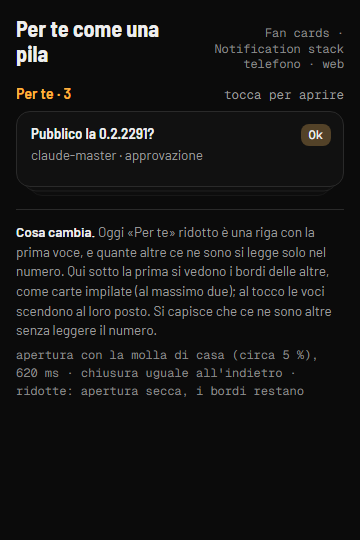 Per te come una
pila
Fan cards ·
Notification stack
telefono · web
Per te · 3
tocca per aprire
Pubblico la 0.2.2291?
Ok
claude-master · approvazione
Cosa cambia. Oggi «Per te» ridotto è una riga con la
prima voce, e quante altre ce ne sono si legge solo nel
numero. Qui sotto la prima si vedono i bordi delle altre,
come carte impilate (al massimo due); al tocco le voci
scendono al loro posto. Si capisce che ce ne sono altre
senza leggere il numero.
apertura con la molla di casa (circa 5 %),
620 ms · chiusura uguale all'indietro ·
ridotte: apertura secca, i bordi restano